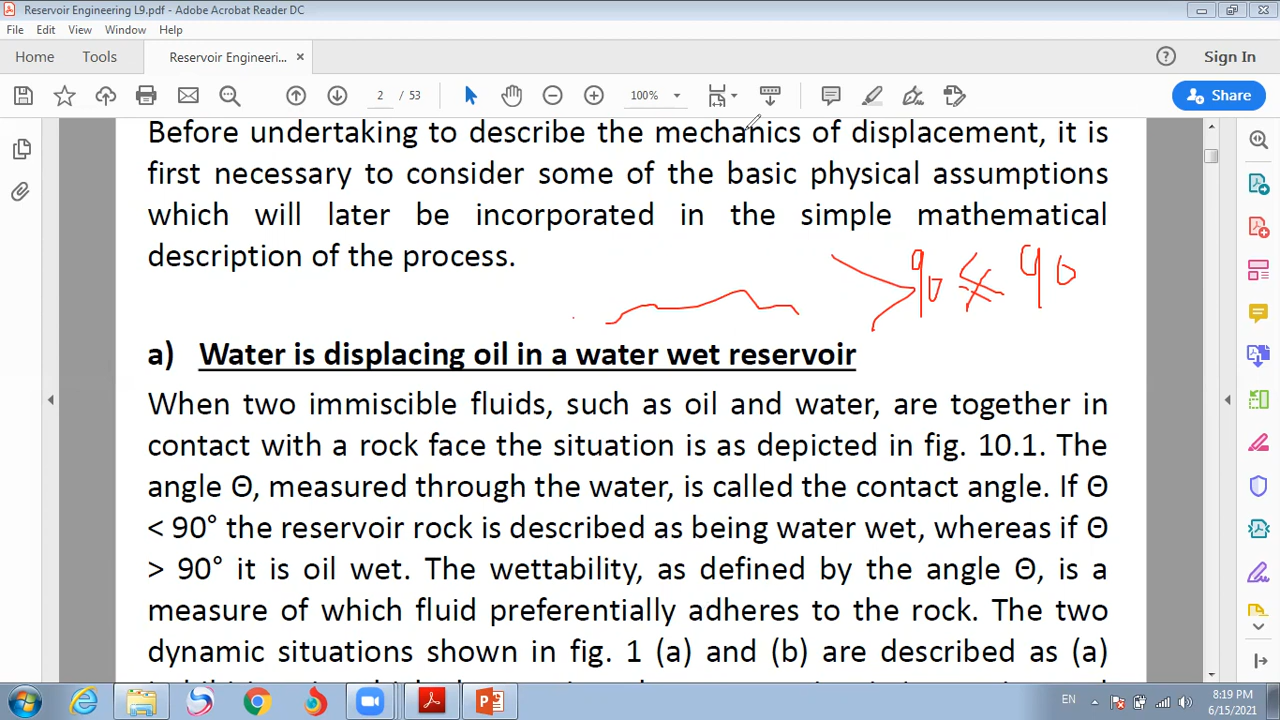 Reservoir Engineering L9.pdf - Adobe Acrobat Reader DC
File Edit View Window Help
Home Tools Reservoir Engineeri... × Sign In
2 / 53 100% Share
Before undertaking to describe the mechanics of displacement, it is
first necessary to consider some of the basic physical assumptions
which will later be incorporated in the simple mathematical
description of the process.
90 90
a) Water is displacing oil in a water wet reservoir
When two immiscible fluids, such as oil and water, are together in
contact with a rock face the situation is as depicted in fig. 10.1. The
angle Θ, measured through the water, is called the contact angle. If Θ
< 90° the reservoir rock is described as being water wet, whereas if Θ
> 90° it is oil wet. The wettability, as defined by the angle Θ, is a
measure of which fluid preferentially adheres to the rock. The two
dynamic situations shown in fig. 1 (a) and (b) are described as (a)
EN 8:19 PM
6/15/2021